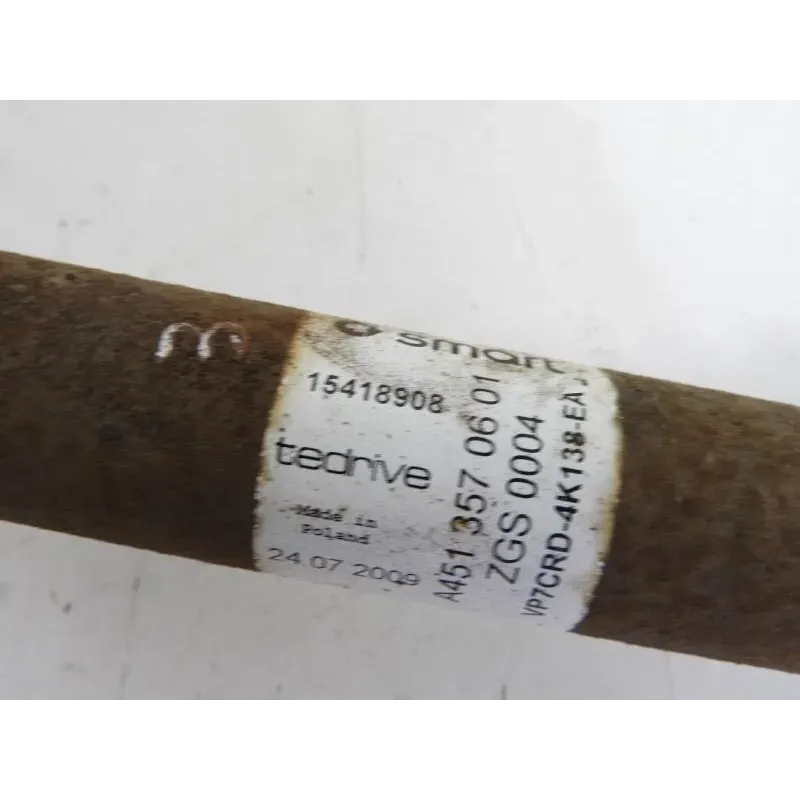 smart
15418908
tedrive
Made in
Poland
24 07 2009
A451 357 06 01
ZGS 0004
VP7CRD-4K138-EA